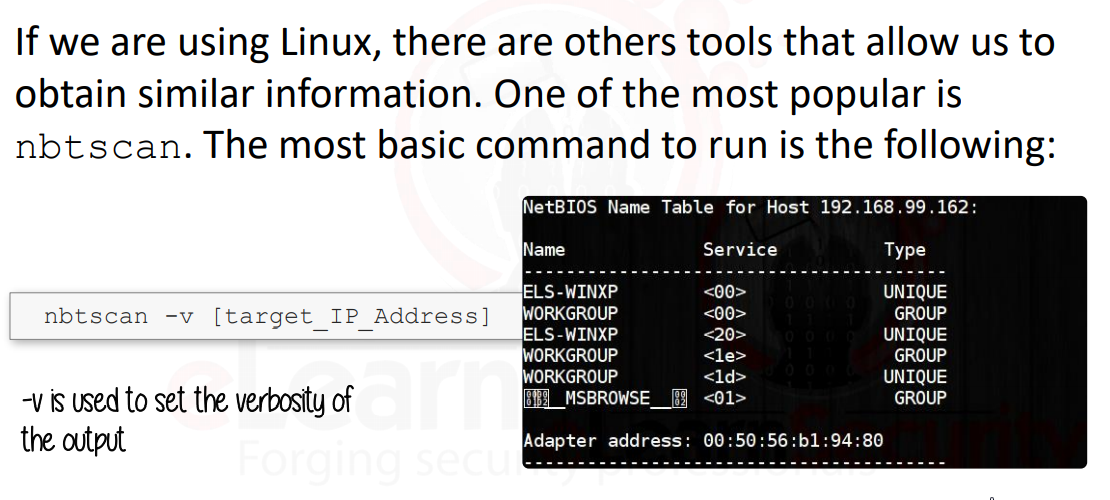 If we are using Linux, there are others tools that allow us to
obtain similar information. One of the most popular is
nbtscan. The most basic command to run is the following:
nbtscan -v [target_IP_Address]
-v is used to set the verbosity of
the output
NetBIOS Name Table for Host 192.168.99.162:
Name Service Type
----------------------------------------
ELS-WINXP <00> UNIQUE
WORKGROUP <00> GROUP
ELS-WINXP <20> UNIQUE
WORKGROUP <1e> GROUP
WORKGROUP <1d> UNIQUE
__MSBROWSE__ <01> GROUP
Adapter address: 00:50:56:b1:94:80
----------------------------------------
eLearnSecurity
Forging security professionals